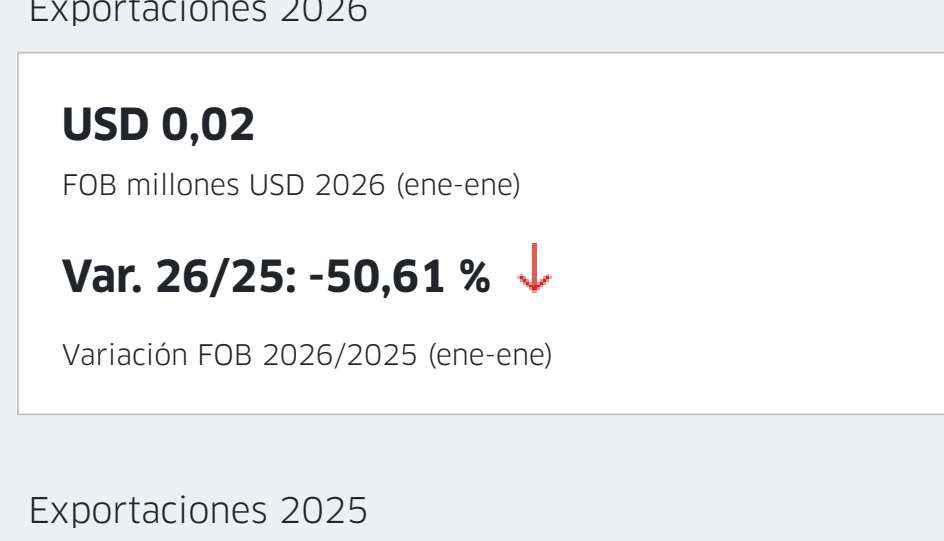 Exportaciones 2026
USD 0,02
FOB millones USD 2026 (ene-ene)
Var. 26/25: -50,61 %
Variación FOB 2026/2025 (ene-ene)
Exportaciones 2025